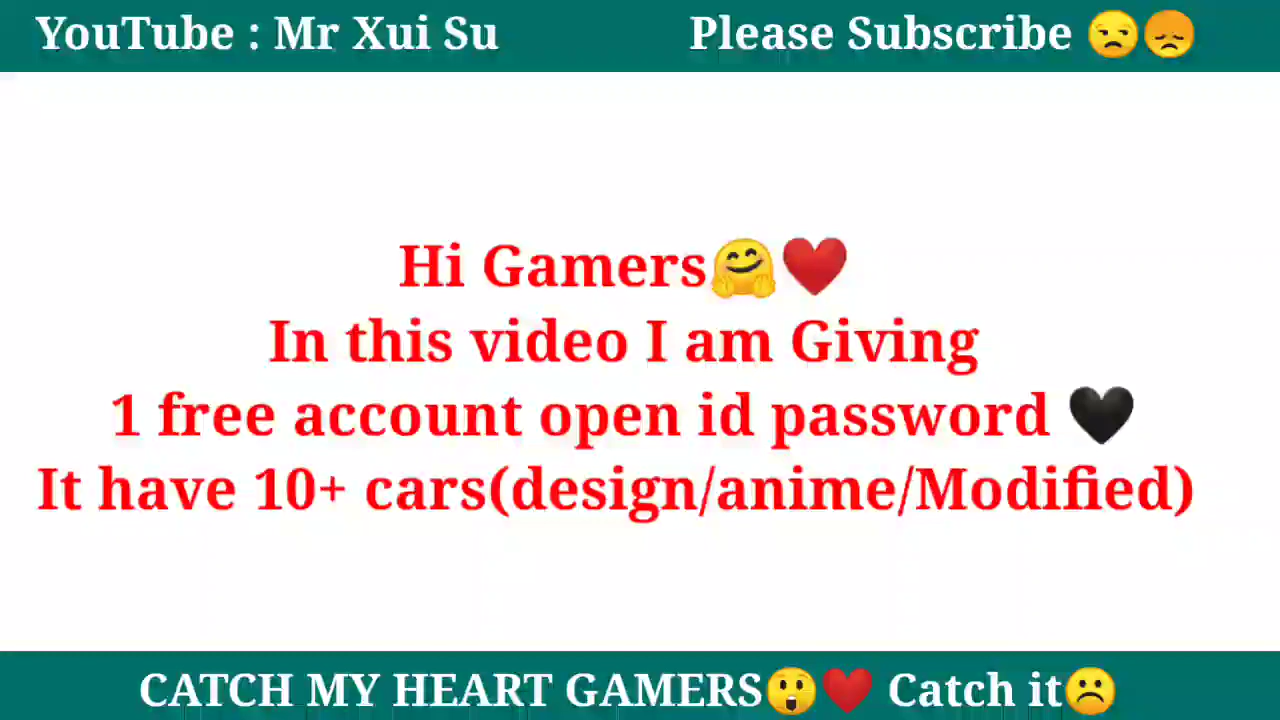 YouTube : Mr Xui Su Please Subscribe 😒😞
Hi Gamers🤗❤️
In this video I am Giving
1 free account open id password 🖤
It have 10+ cars(design/anime/Modified)
CATCH MY HEART GAMERS😲❤️ Catch it☹️